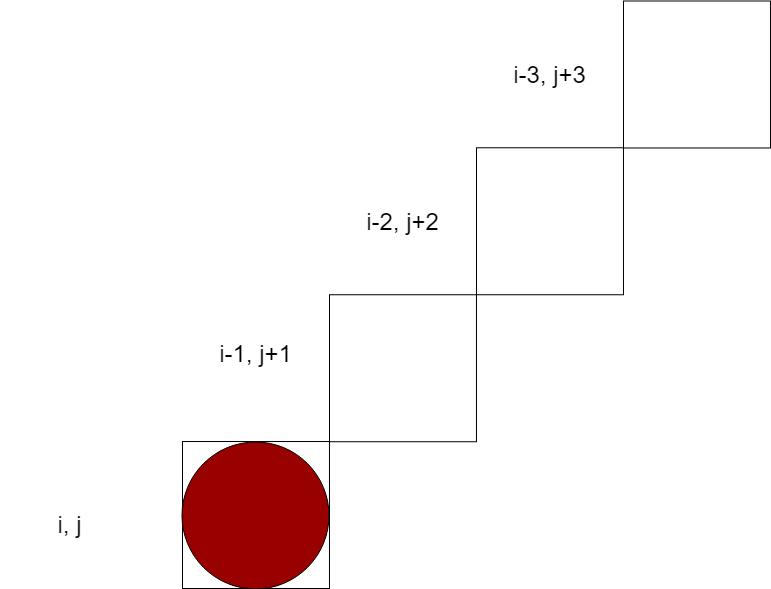 i-3, j+3
i-2, j+2
i-1, j+1
i, j